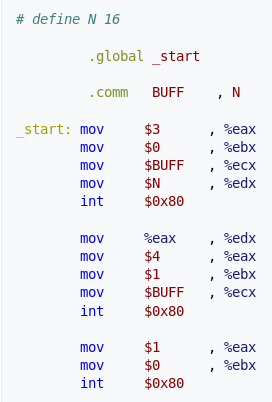 # define N 16
.global _start
.comm BUFF , N
_start: mov $3 , %eax
mov $0 , %ebx
mov $BUFF , %ecx
mov $N , %edx
int $0x80
mov %eax , %edx
mov $4 , %eax
mov $1 , %ebx
mov $BUFF , %ecx
int $0x80
mov $1 , %eax
mov $0 , %ebx
int $0x80